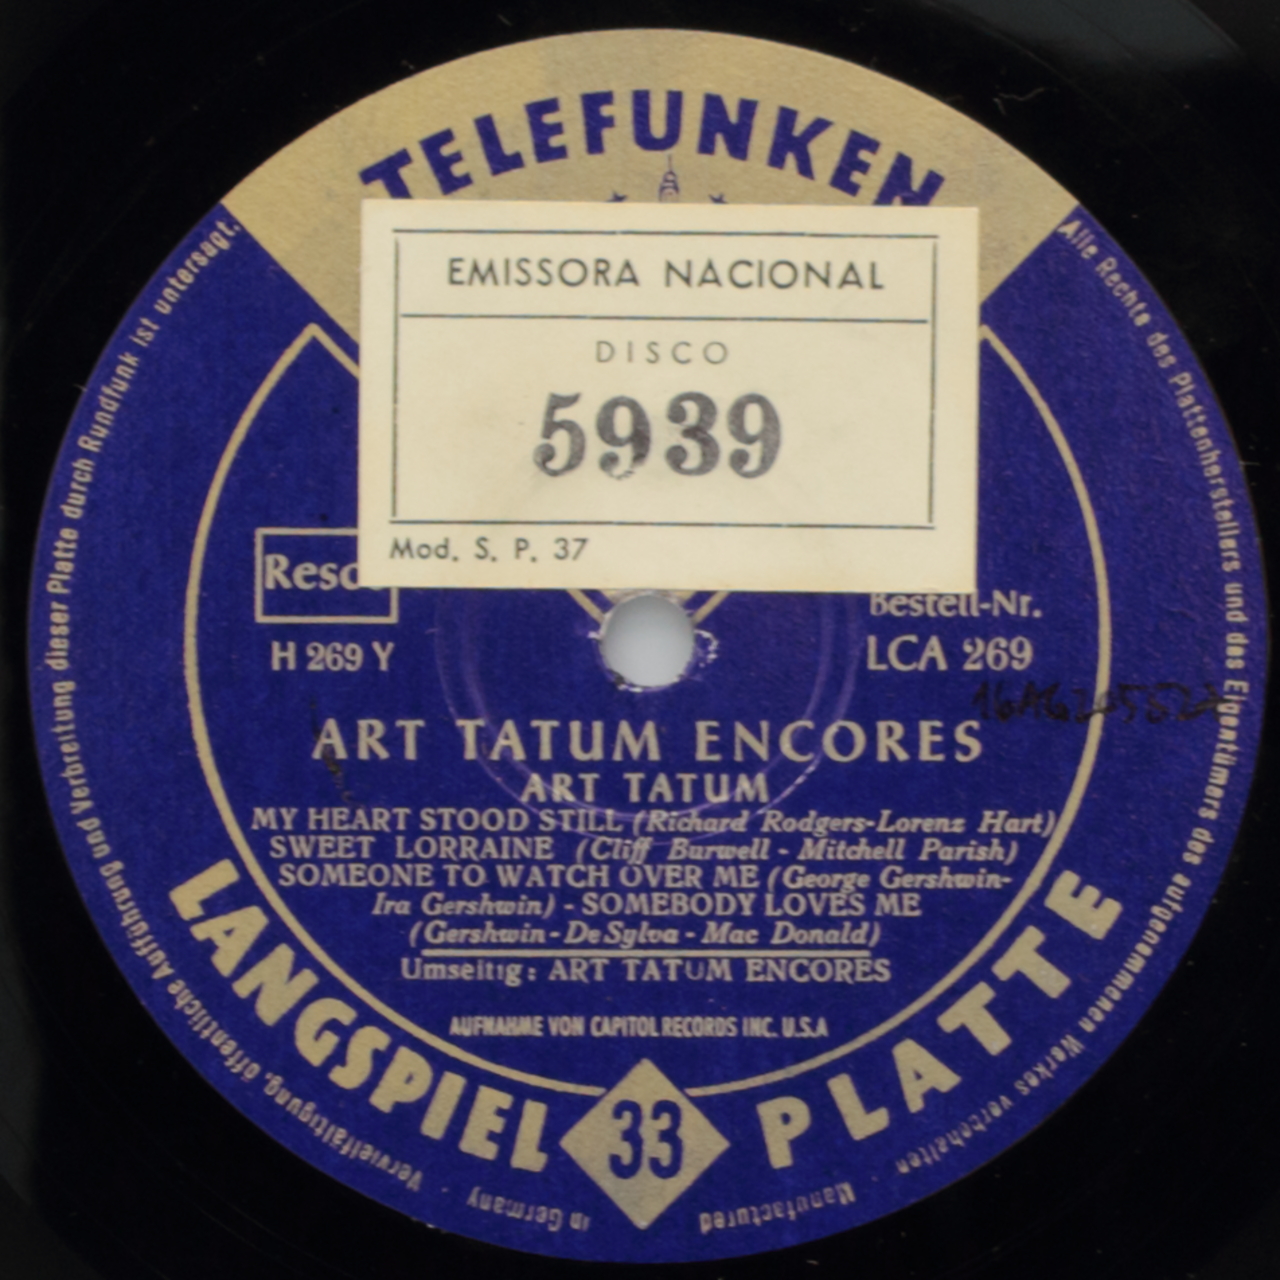 TELEFUNKEN
EMISSORA NACIONAL
DISCO
5939
Mod. S. P. 37
H 269 Y
Bestell-Nr.
LCA 269
ART TATUM ENCORES
ART TATUM
MY HEART STOOD STILL (Richard Rodgers-Lorenz Hart)
SWEET LORRAINE (Cliff Burwell - Mitchell Parish)
SOMEONE TO WATCH OVER ME (George Gershwin-
Ira Gershwin) - SOMEBODY LOVES ME
(Gershwin - De Sylva - Mac Donald)
Umseitig: ART TATUM ENCORES
AUFNAHME VON CAPITOL RECORDS INC. U.S.A
LANGSPIEL 33 PLATTE
Alle Rechte des Plattenherstellers und des Eigentümers des aufgenommenen Werkes vorbehalten
Vervielfältigung, öffentliche Aufführung und Verbreitung dieser Platte durch Rundfunk ist untersagt.
Manufactured in Germany